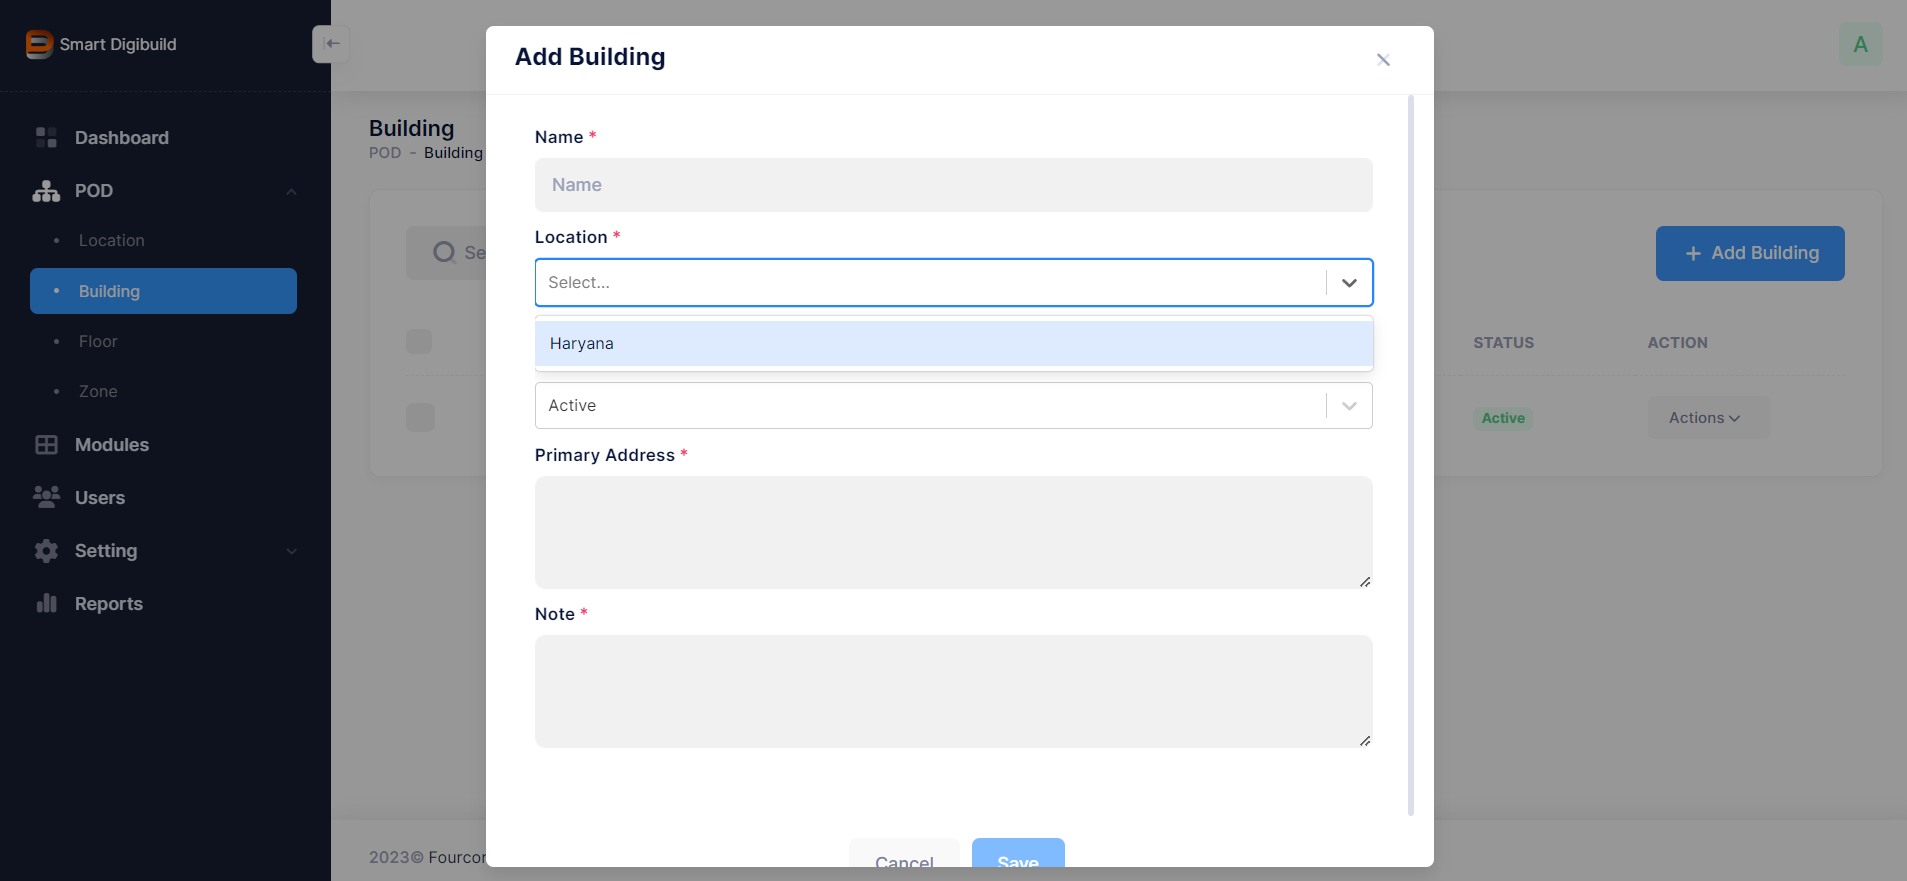 Smart Digibuild
A
Dashboard
POD
Location
Building
Floor
Zone
Modules
Users
Setting
Reports
Building
POD - Building
Se
Add Building
STATUS ACTION
Active Actions
2023© Fourcor
Add Building
Name *
Name
Location *
Select...
Haryana
Active
Primary Address *
Note *
Cancel Save